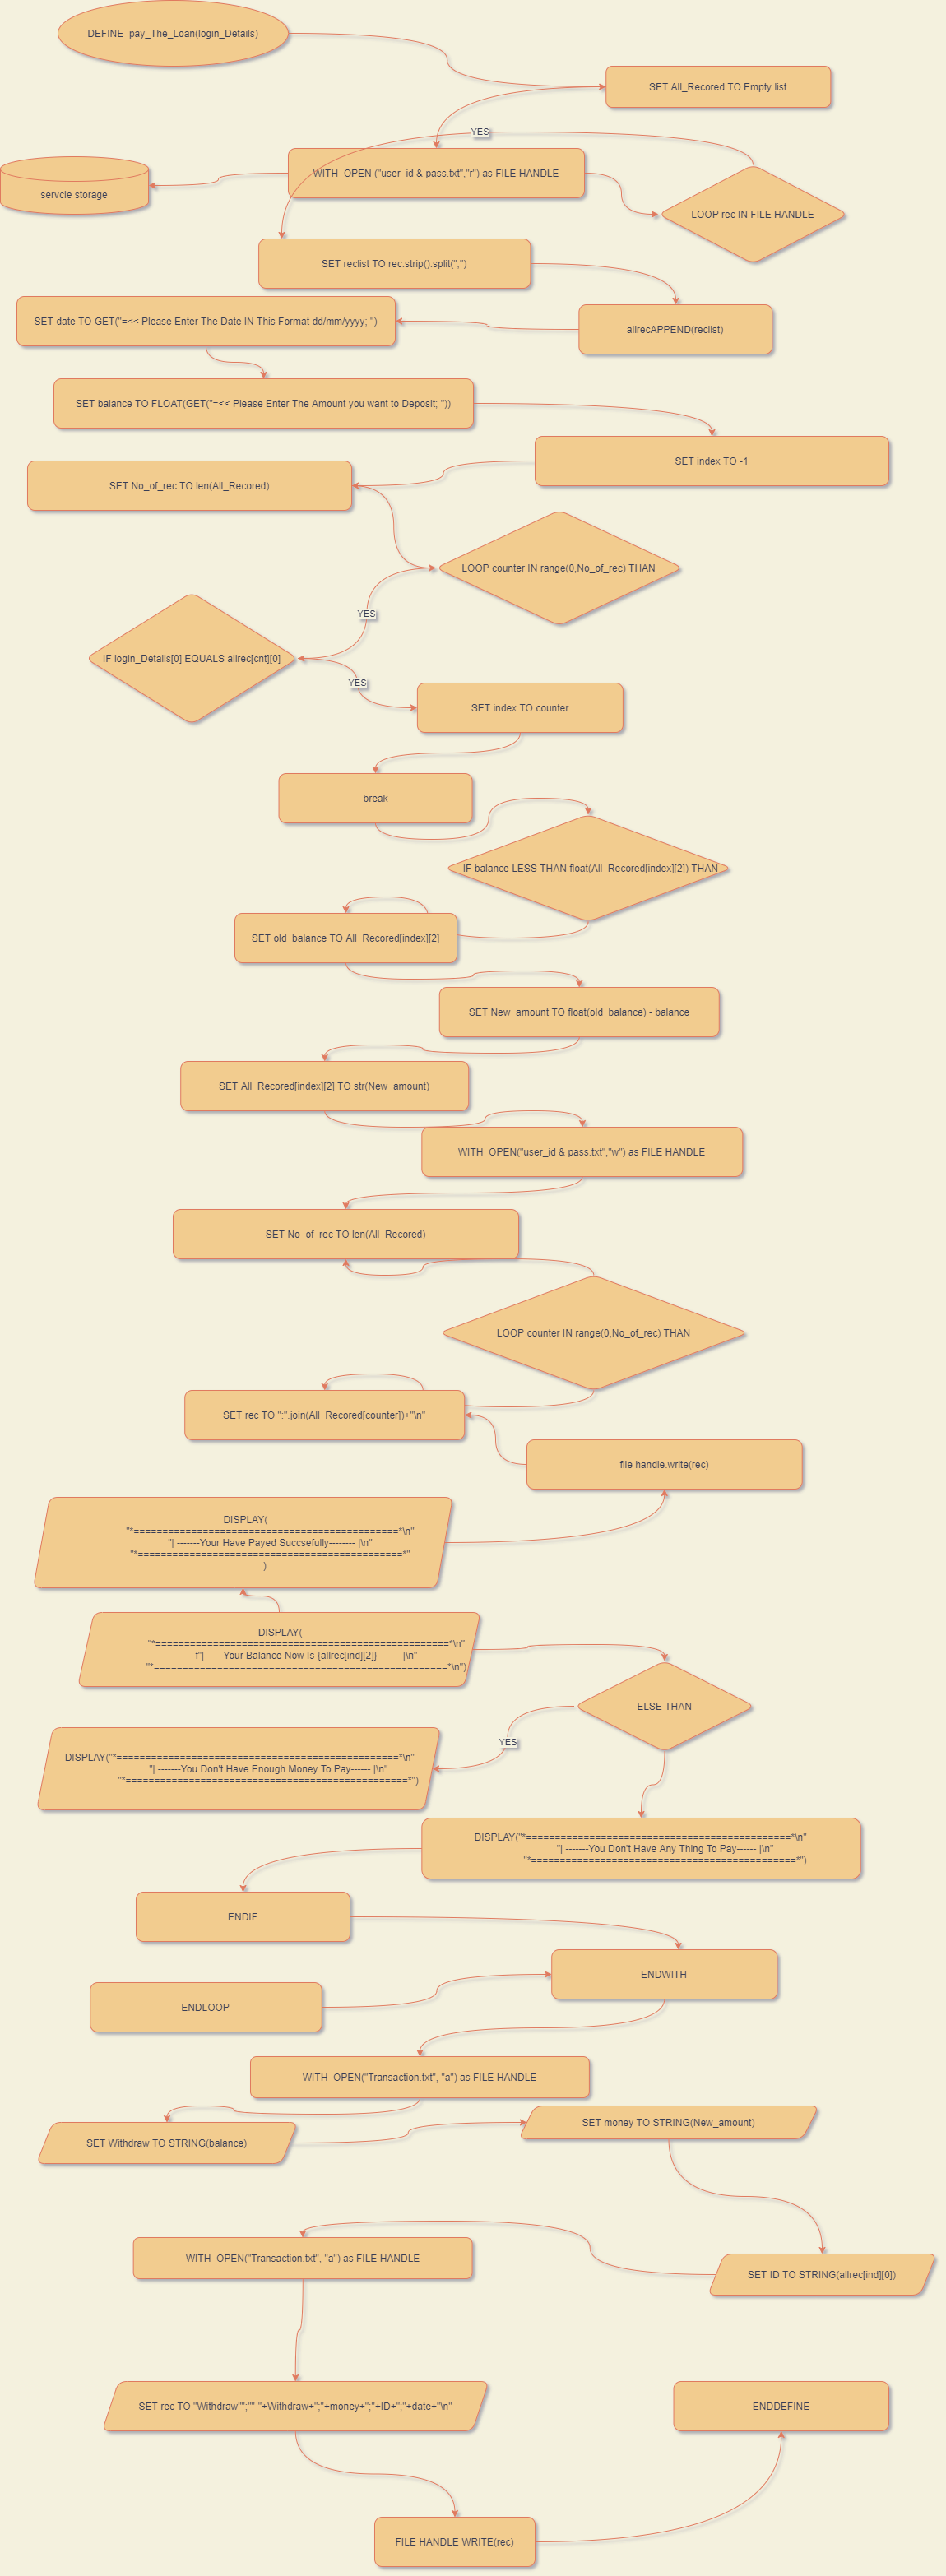 DEFINE  pay_The_Loan(login_Details)
SET All_Recored TO Empty list
YES
WITH  OPEN ("user_id & pass.txt","r") as FILE HANDLE
servcie storage
LOOP rec IN FILE HANDLE
SET reclist TO rec.strip().split(";")
SET date TO GET("=<< Please Enter The Date IN This Format dd/mm/yyyy; ")
allrecAPPEND(reclist)
SET balance TO FLOAT(GET("=<< Please Enter The Amount you want to Deposit; "))
SET index TO -1
SET No_of_rec TO len(All_Recored)
LOOP counter IN range(0,No_of_rec) THAN
YES
IF login_Details[0] EQUALS allrec[cnt][0]
YES
SET index TO counter
break
IF balance LESS THAN float(All_Recored[index][2]) THAN
SET old_balance TO All_Recored[index][2]
SET New_amount TO float(old_balance) - balance
SET All_Recored[index][2] TO str(New_amount)
WITH  OPEN("user_id & pass.txt","w") as FILE HANDLE
SET No_of_rec TO len(All_Recored)
LOOP counter IN range(0,No_of_rec) THAN
SET rec TO ":".join(All_Recored[counter])+"\n"
file handle.write(rec)
DISPLAY(
"*==============================================*\n"
"| -------Your Have Payed Succsefully-------- |\n"
"*==============================================*"
)
DISPLAY(
"*===================================================*\n"
f"| -----Your Balance Now Is {allrec[ind][2]}------- |\n"
"*===================================================*\n")
ELSE THAN
YES
DISPLAY("*=================================================*\n"
"| -------You Don't Have Enough Money To Pay------ |\n"
"*=================================================*")
DISPLAY("*==============================================*\n"
"| -------You Don't Have Any Thing To Pay------ |\n"
"*==============================================*")
ENDIF
ENDWITH
ENDLOOP
WITH  OPEN("Transaction.txt", "a") as FILE HANDLE
SET money TO STRING(New_amount)
SET Withdraw TO STRING(balance)
WITH  OPEN("Transaction.txt", "a") as FILE HANDLE
SET ID TO STRING(allrec[ind][0])
SET rec TO "Withdraw"";""-"+Withdraw+";"+money+";"+ID+";"+date+"\n"
ENDDEFINE
FILE HANDLE WRITE(rec)